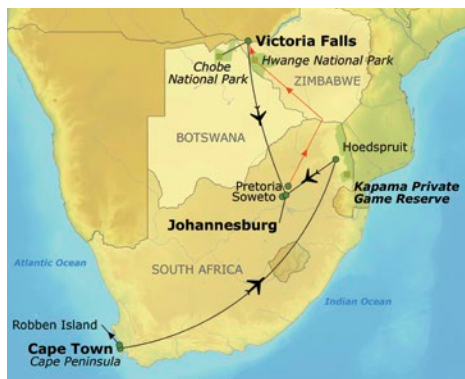 Victoria Falls
Chobe
National Park
Hwange National Park
ZIMBABWE
BOTSWANA
Hoedspruit
Pretoria
Soweto
Kapama Private
Game Reserve
Johannesburg
Atlantic Ocean
SOUTH AFRICA
Indian Ocean
Robben Island
Cape Town
Cape Peninsula